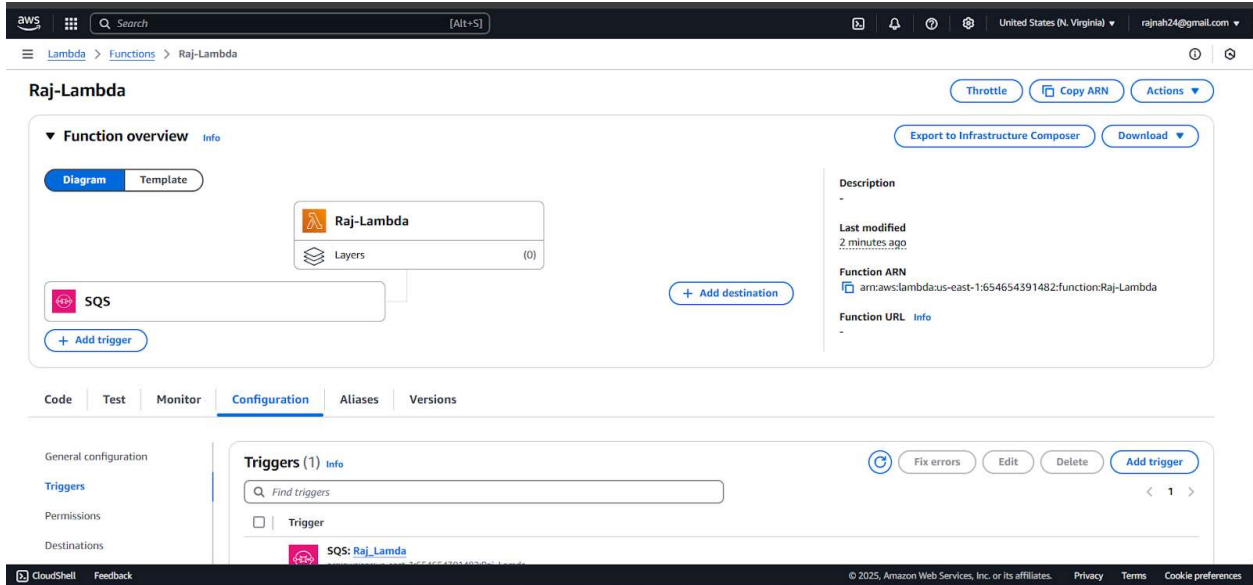 aws Search [Alt+S] United States (N. Virginia) rajnah24@gmail.com
Lambda > Functions > Raj-Lambda
Raj-Lambda Throttle Copy ARN Actions
Function overview Info Export to Infrastructure Composer Download
Diagram Template
Raj-Lambda
Layers (0)
SQS
+ Add trigger
+ Add destination
Description
-
Last modified
2 minutes ago
Function ARN
arn:aws:lambda:us-east-1:654654391482:function:Raj-Lambda
Function URL Info
-
Code Test Monitor Configuration Aliases Versions
General configuration
Triggers
Permissions
Destinations
Triggers (1) Info Fix errors Edit Delete Add trigger
Find triggers < 1 >
Trigger
SQS: Raj_Lamda
CloudShell Feedback © 2025, Amazon Web Services, Inc. or its affiliates. Privacy Terms Cookie preferences